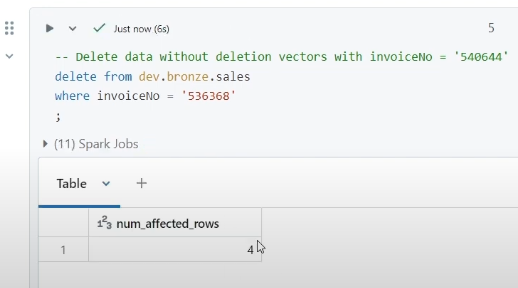 Just now (6s)
5
-- Delete data without deletion vectors with invoiceNo = '540644'
delete from dev.bronze.sales
where invoiceNo = '536368'
;
(11) Spark Jobs
Table
+
123 num_affected_rows
1
4